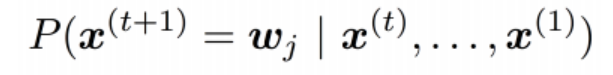 P(x^(t+1) = w_j | x^(t), ..., x^(1))